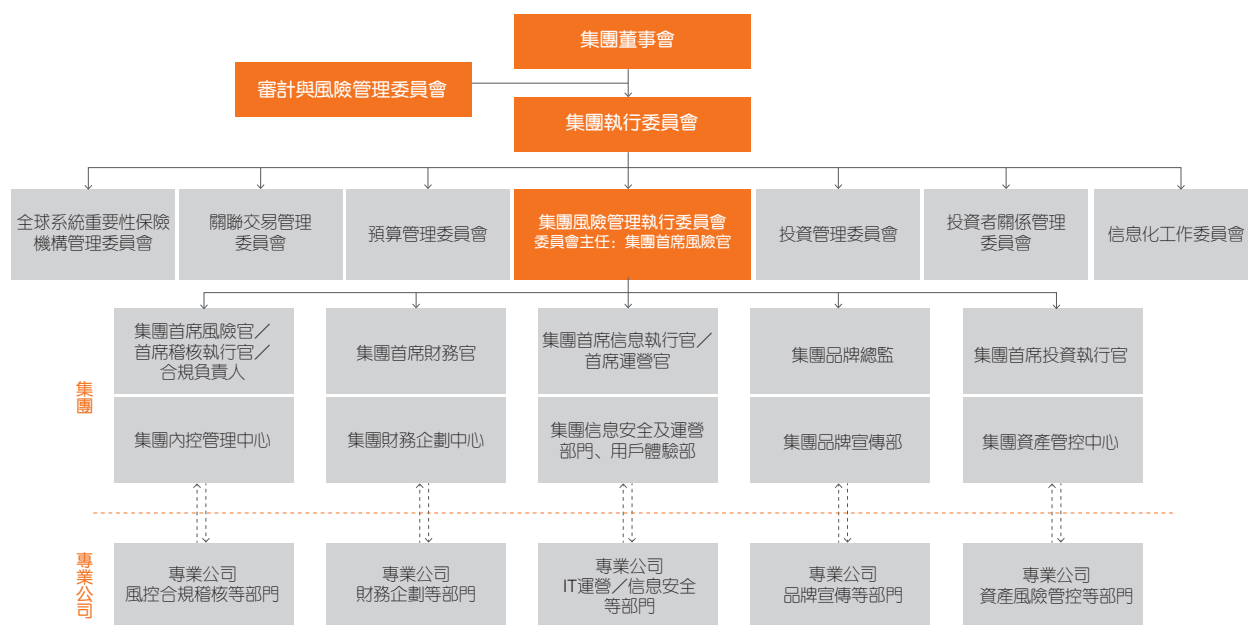 集團董事會
審計與風險管理委員會
集團執行委員會
全球系統重要性保險
機構管理委員會
關聯交易管理
委員會
預算管理委員會
集團風險管理執行委員會
委員會主任：集團首席風險官
投資管理委員會
投資者關係管理
委員會
信息化工作委員會
集團
集團首席風險官／
首席稽核執行官／
合規負責人
集團首席財務官
集團首席信息執行官／
首席運營官
集團品牌總監
集團首席投資執行官
集團內控管理中心
集團財務企劃中心
集團信息安全及運營
部門、用戶體驗部
集團品牌宣傳部
集團資產管控中心
專業公司
專業公司
風控合規稽核等部門
專業公司
財務企劃等部門
專業公司
IT運營／信息安全
等部門
專業公司
品牌宣傳等部門
專業公司
資產風險管控等部門